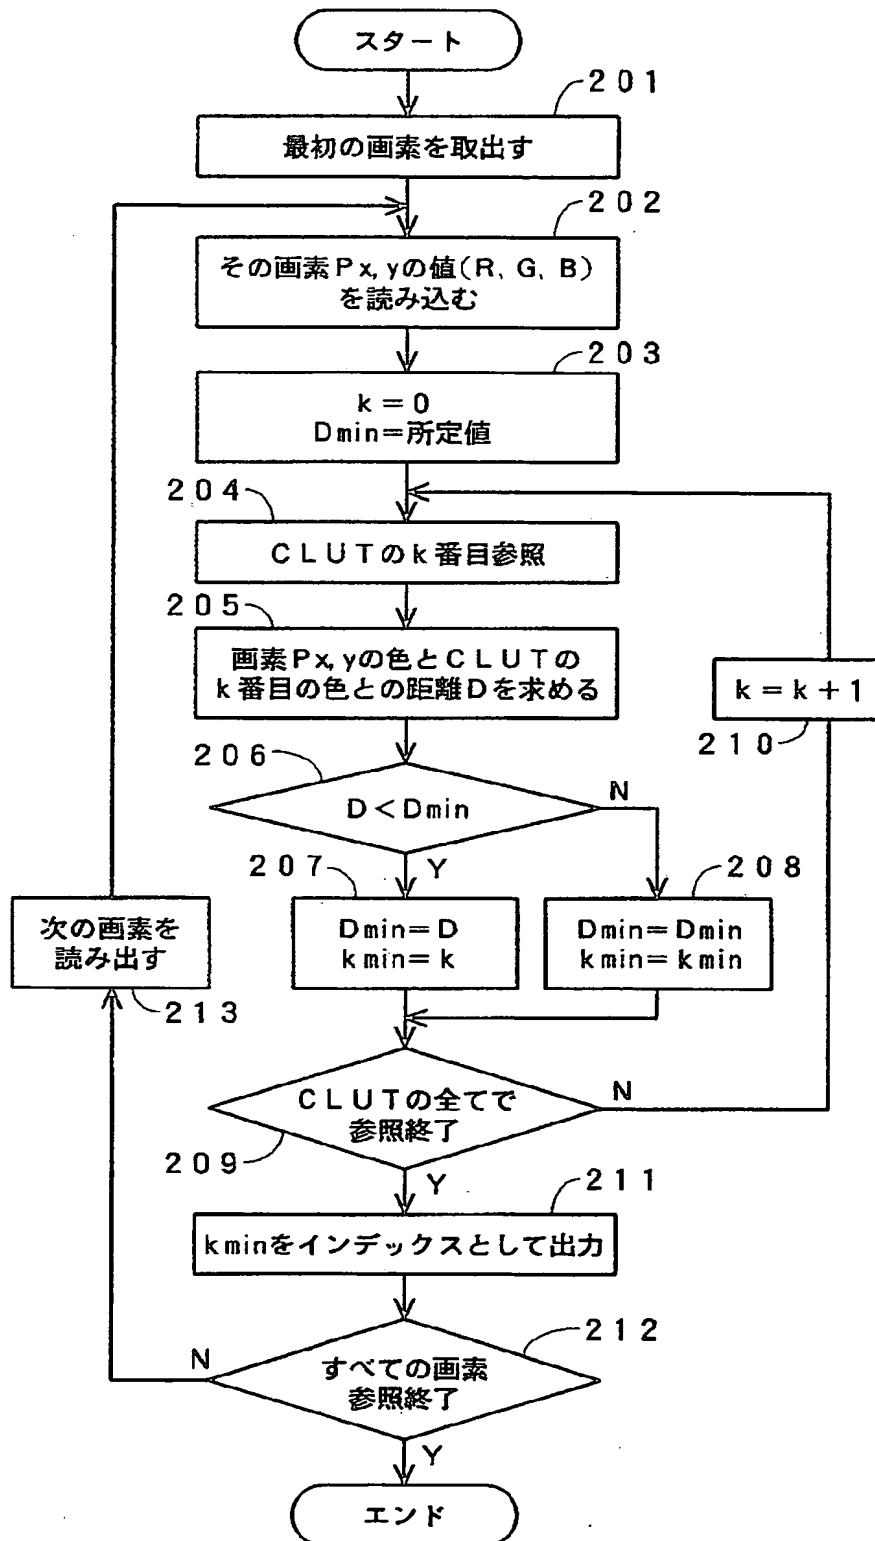 スタート
201
最初の画素を取出す
202
その画素Px,yの値(R, G, B)
を読み込む
203
k=0
Dmin=所定値
204
CLUTのk番目参照
205
画素Px,yの色とCLUTの
k番目の色との距離Dを求める
k=k+1
210
206
D<Dmin
N
Y
207
Dmin=D
kmin=k
208
Dmin=Dmin
kmin=kmin
次の画素を
読み出す
213
CLUTの全てで
参照終了
N
209
Y
211
kminをインデックスとして出力
212
N
すべての画素
参照終了
Y
エンド